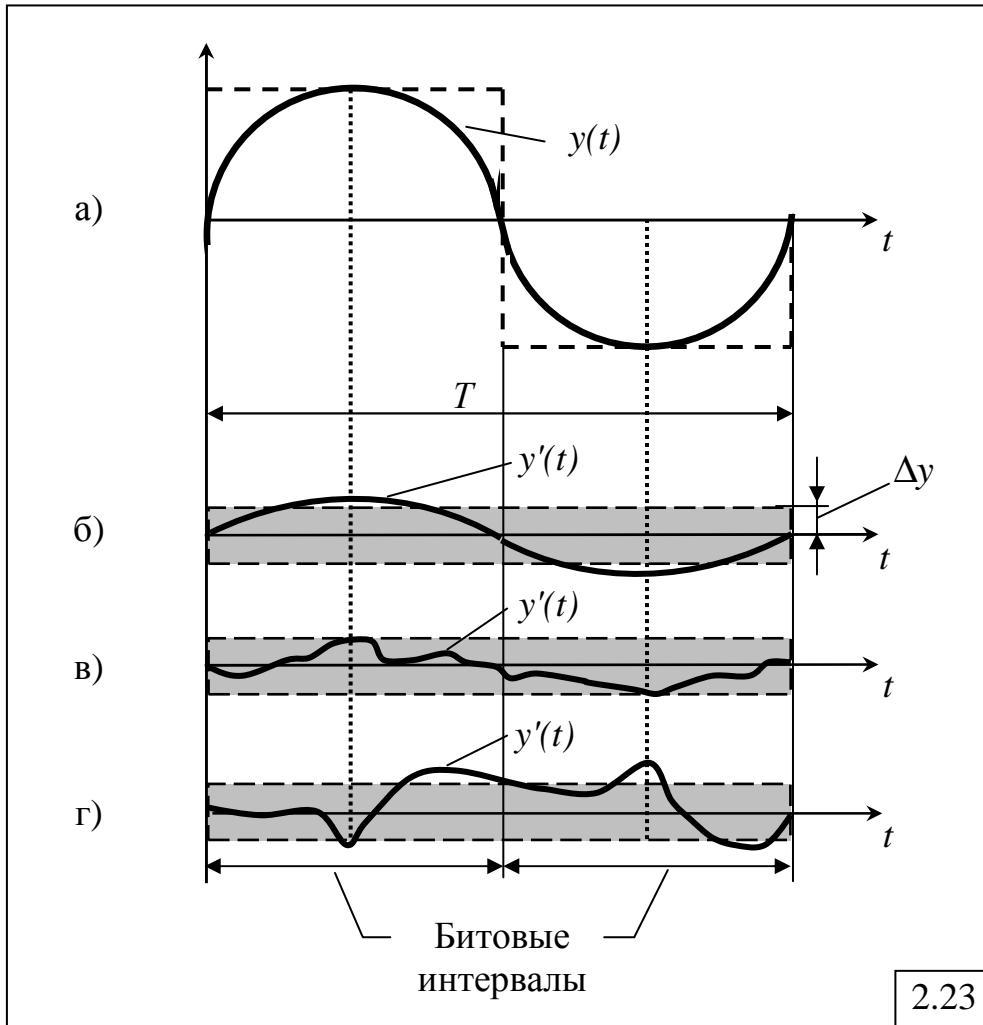 y(t)
а)
t
T
y'(t)
Δy
б)
t
y'(t)
в)
t
y'(t)
г)
t
Битовые
интервалы
2.23